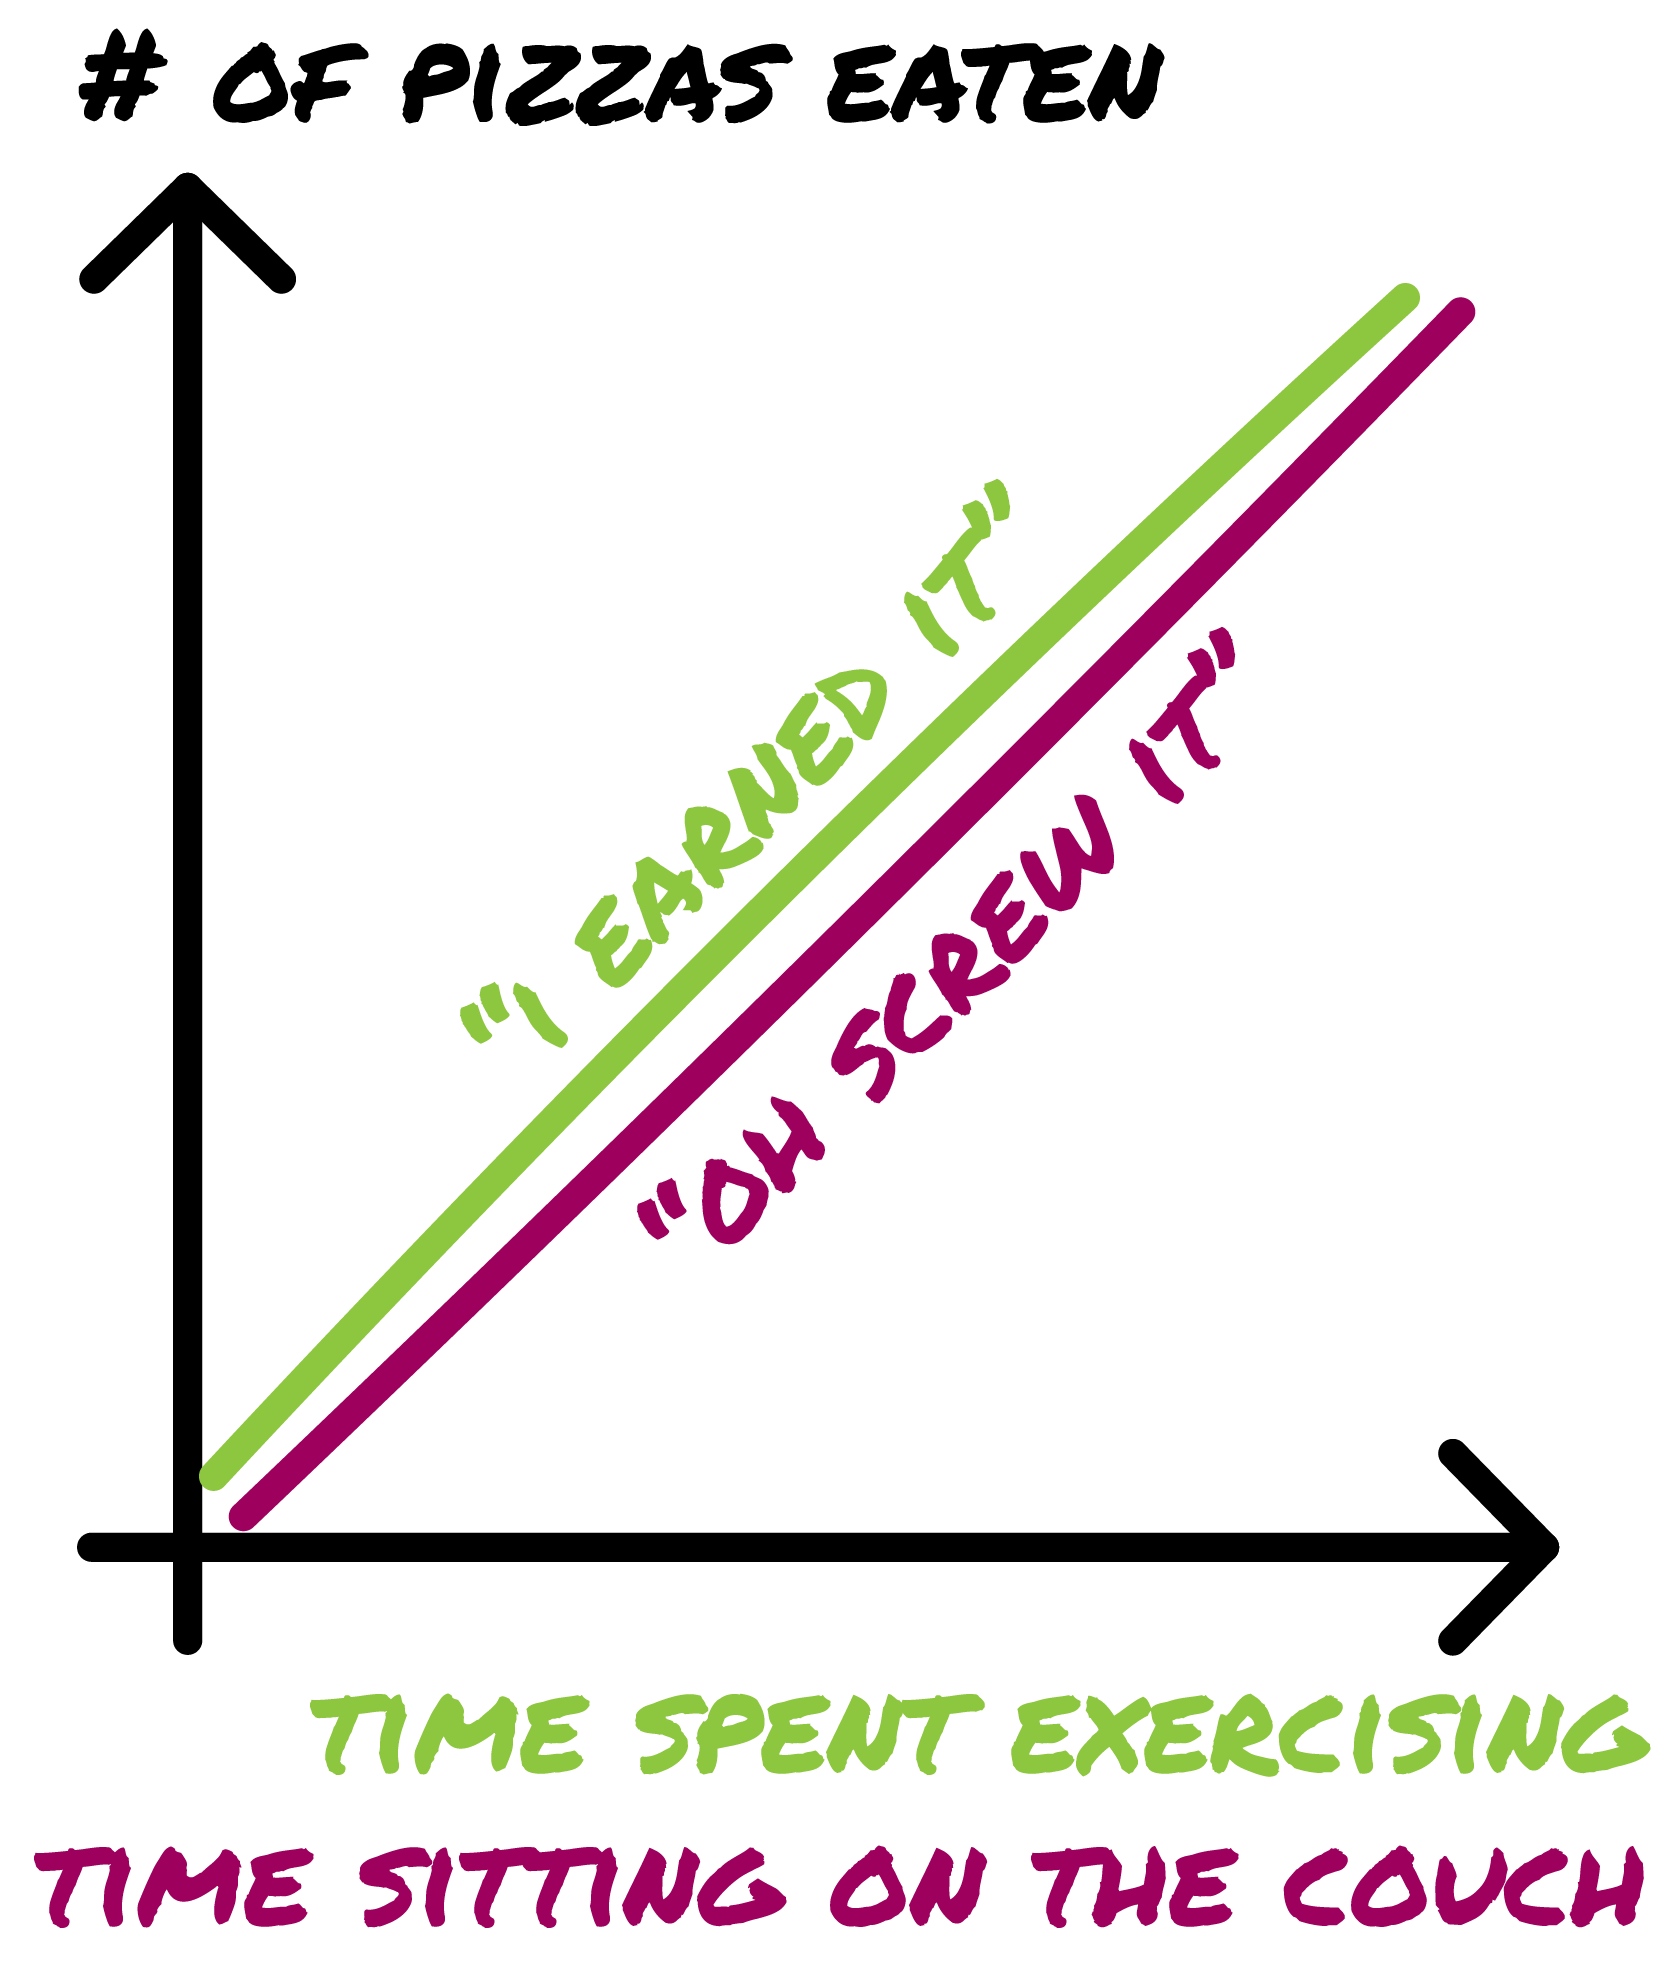 # OF PIZZAS EATEN
"I EARNED IT"
"OH SCREW IT"
TIME SPENT EXERCISING
TIME SITTING ON THE COUCH